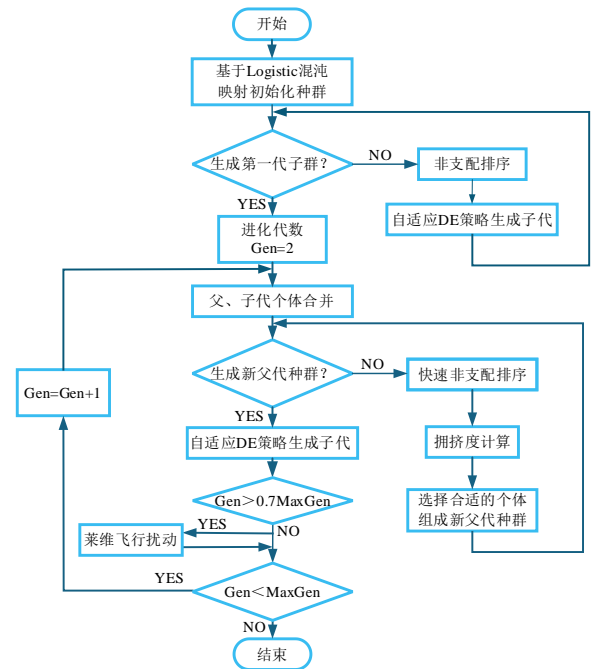 开始
基于Logistic混沌
映射初始化种群
生成第一代子群？
NO
非支配排序
YES
自适应DE策略生成子代
进化代数
Gen=2
父、子代个体合并
生成新父代种群？
NO
快速非支配排序
Gen=Gen+1
YES
自适应DE策略生成子代
拥挤度计算
Gen＞0.7MaxGen
选择合适的个体
组成新父代种群
YES
NO
莱维飞行扰动
YES
Gen＜MaxGen
NO
结束